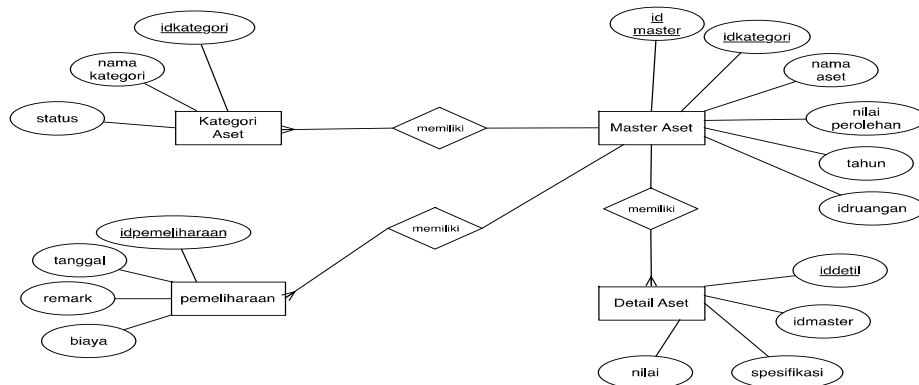 idkategori
nama
kategori
status
Kategori
Aset
memiliki
id
master
idkategori
nama
aset
nilai
perolehan
tahun
idruangan
Master Aset
memiliki
memiliki
idpemeliharaan
tanggal
remark
biaya
pemeliharaan
Detail Aset
iddetil
idmaster
spesifikasi
nilai